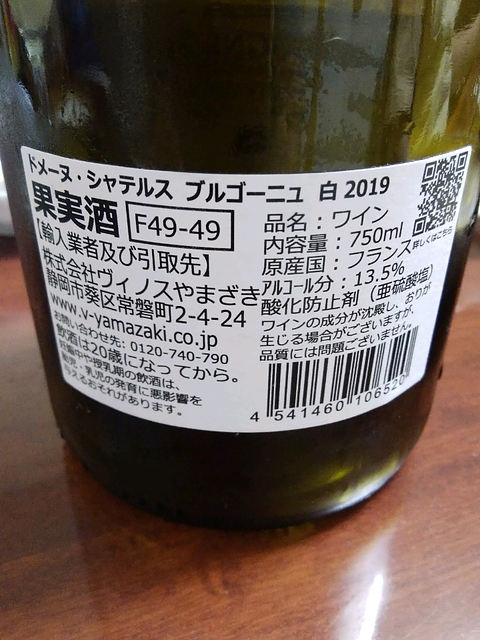 ドメーヌ・シャテルス ブルゴーニュ 白 2019
果実酒 F49-49
【輸入業者及び引取先】
株式会社ヴィノスやまざき
静岡市葵区常磐町2-4-24
www.v-yamazaki.co.jp
お問い合わせ先: 0120-740-790
飲酒は20歳になってから。
妊娠中や授乳期の飲酒は、
胎児、乳児の発育に悪影響を
与えるおそれがあります。
品名：ワイン
内容量：750ml
原産国：フランス
詳しくはこちら
アルコール分：13.5%
酸化防止剤（亜硫酸塩）
ワインの成分が沈殿し、おりが
生じる場合がございますが、
品質には問題ございません。
4 541460 106520